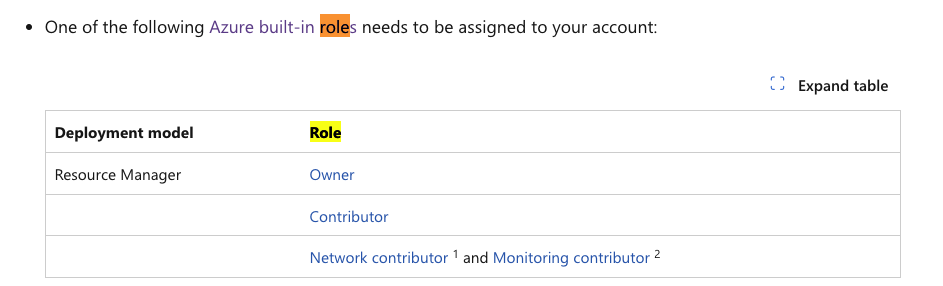 One of the following Azure built-in roles needs to be assigned to your account:
Expand table
Deployment model Role
Resource Manager Owner
Contributor
Network contributor 1 and Monitoring contributor 2